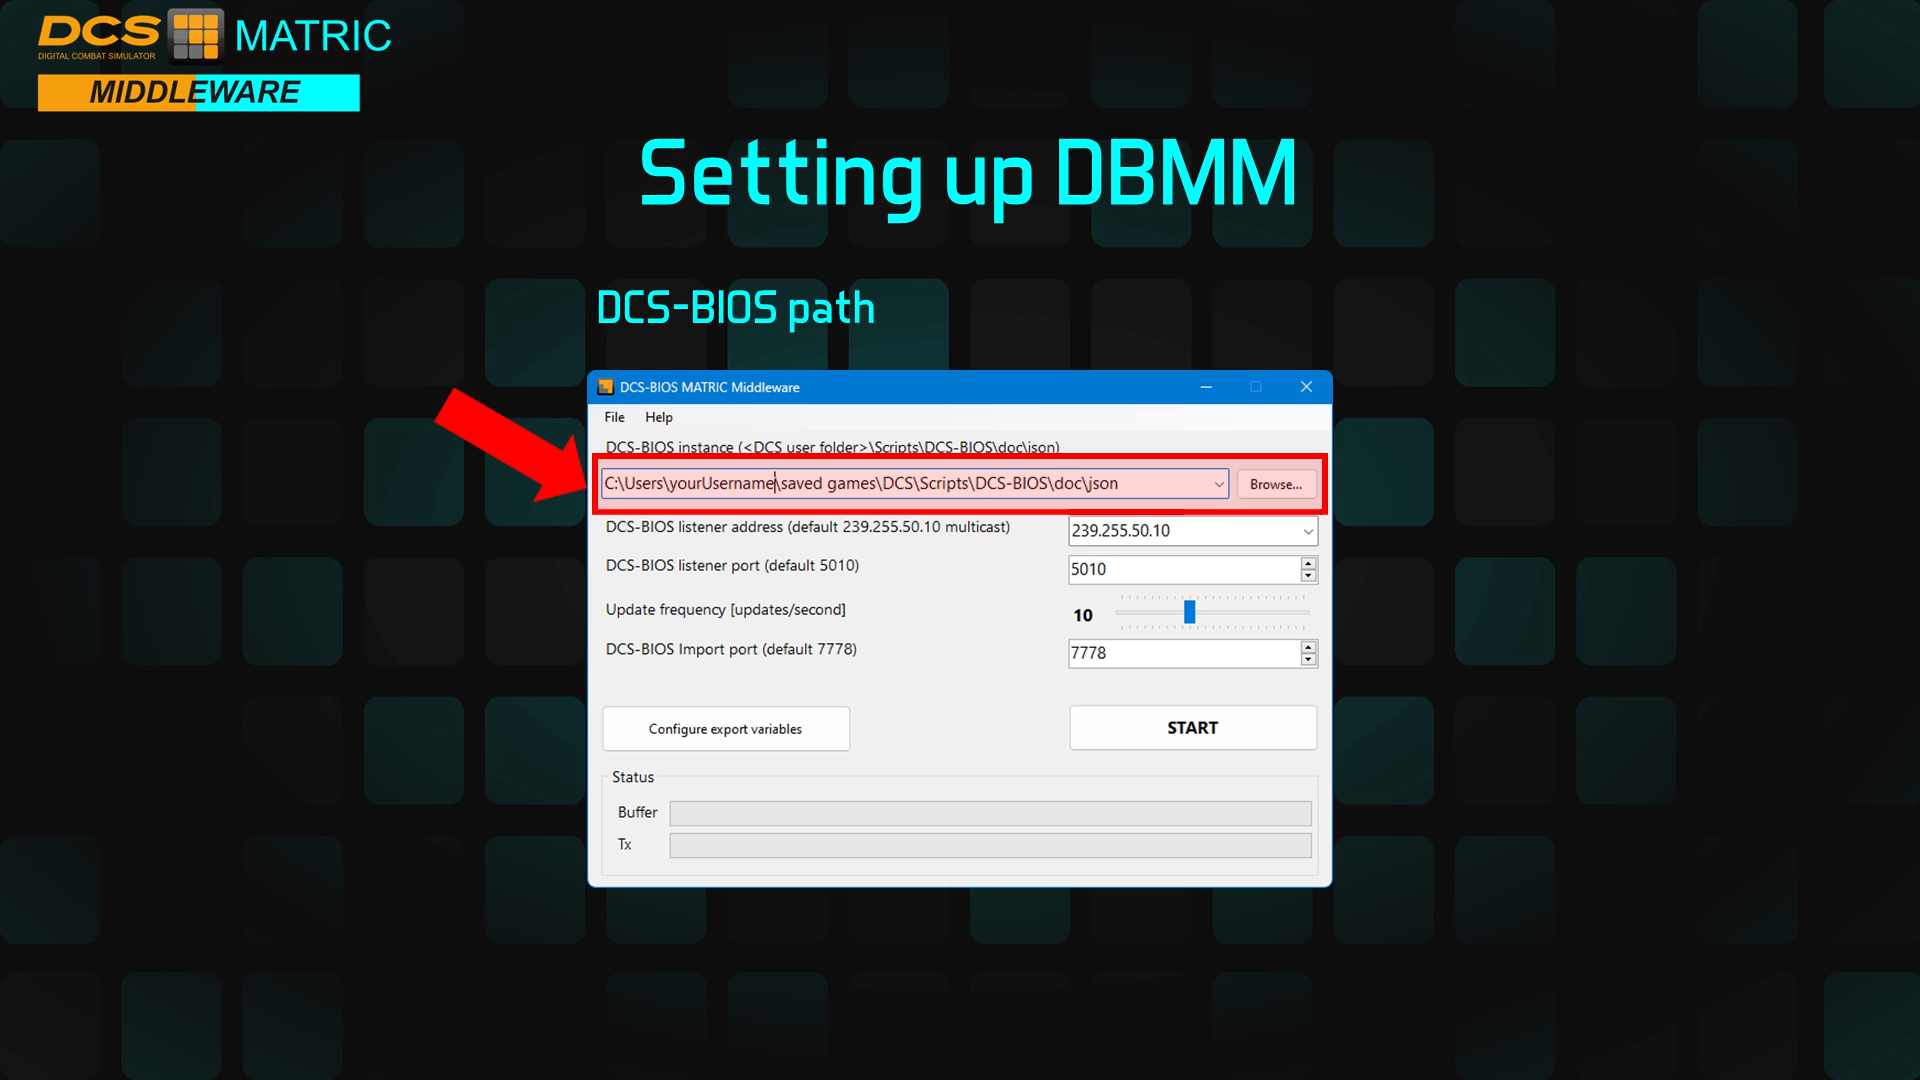 DCS MATRIC
DIGITAL COMBAT SIMULATOR
MIDDLEWARE
Setting up DBMM
DCS-BIOS path
DCS-BIOS MATRIC Middleware
File Help
DCS-BIOS instance (<DCS user folder>\Scripts\DCS-BIOS\doc\json)
C:\Users\yourUsername\saved games\DCS\Scripts\DCS-BIOS\doc\json Browse...
DCS-BIOS listener address (default 239.255.50.10 multicast) 239.255.50.10
DCS-BIOS listener port (default 5010) 5010
Update frequency [updates/second] 10
DCS-BIOS Import port (default 7778) 7778
Configure export variables START
Status
Buffer
Tx